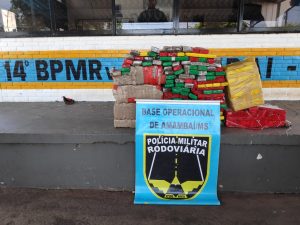 14º BPMR
BASE OPERACIONAL
DE AMAMBAI/MS
POLÍCIA MILITAR
RODOVIÁRIA